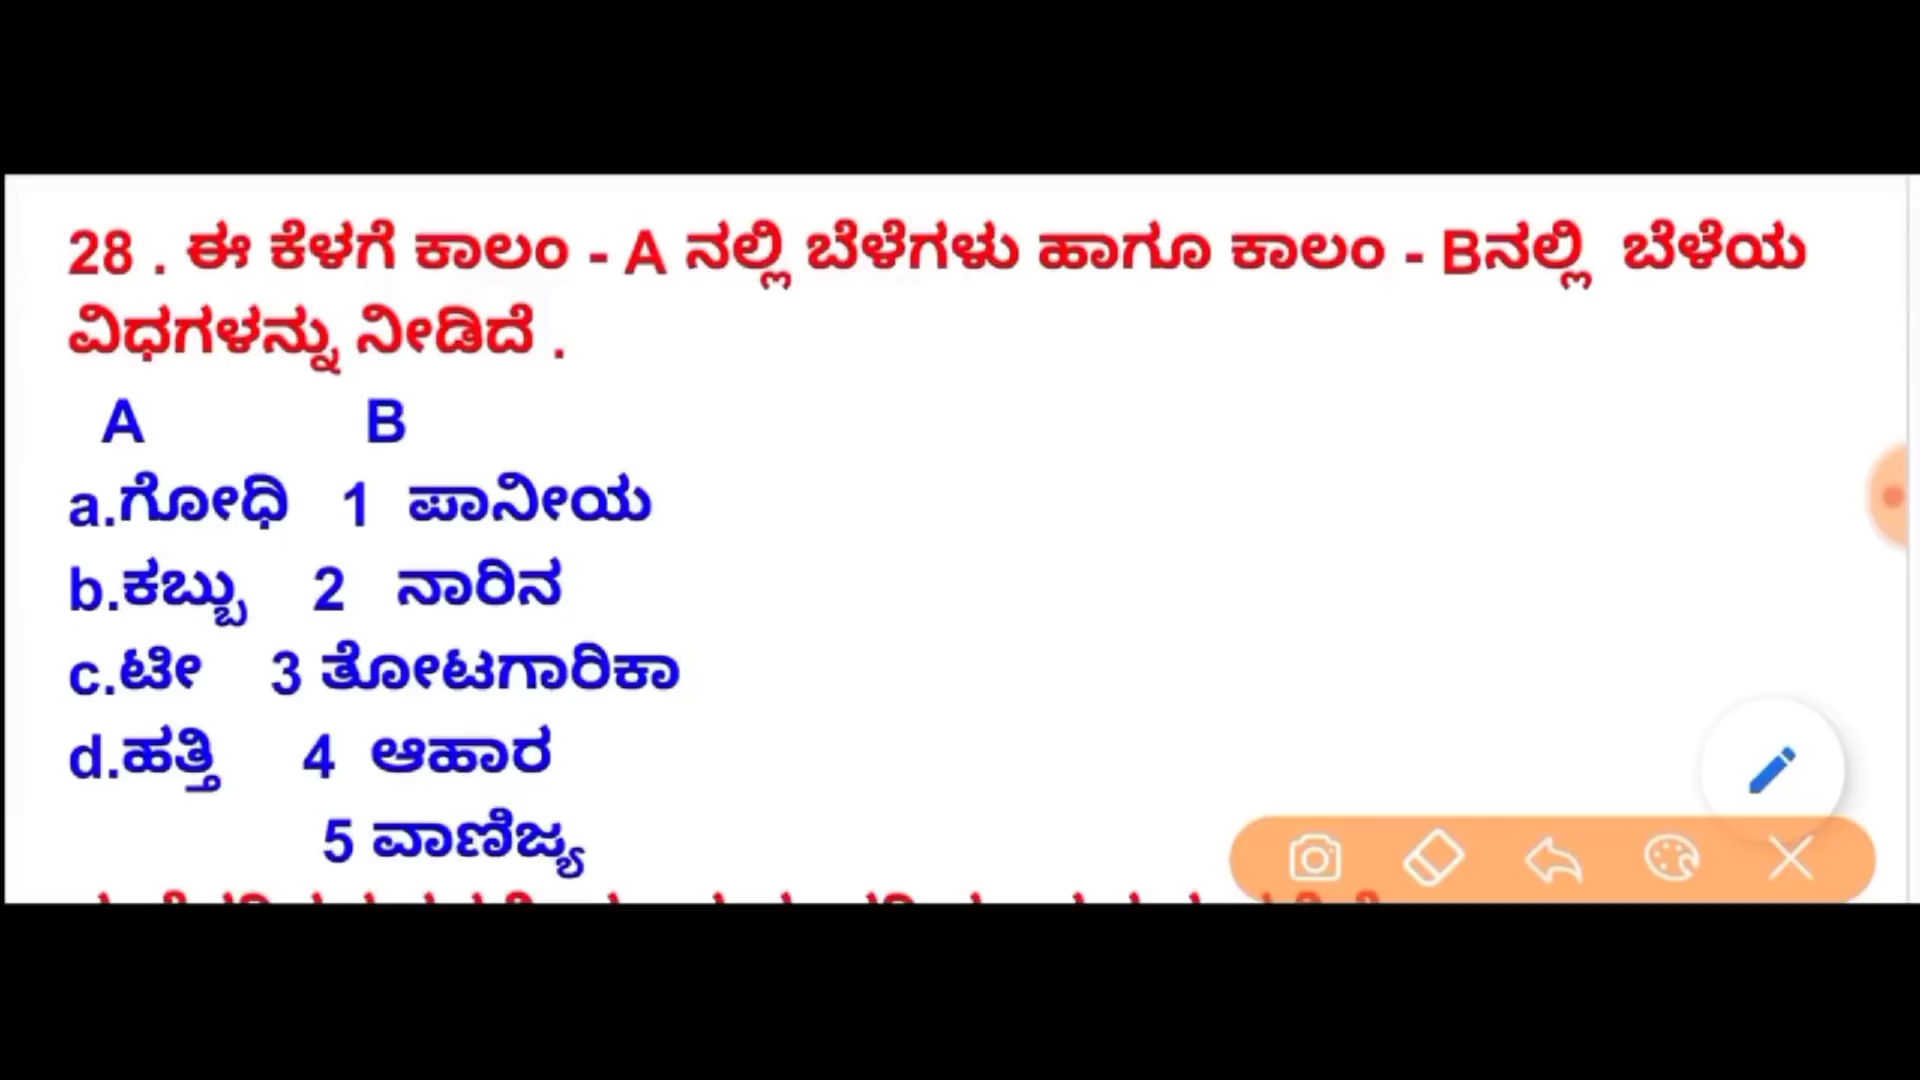 28 . ಈ ಕೆಳಗೆ ಕಾಲಂ - A ನಲ್ಲಿ ಬೆಳೆಗಳು ಹಾಗೂ ಕಾಲಂ - Bನಲ್ಲಿ ಬೆಳೆಯ
ವಿಧಗಳನ್ನು ನೀಡಿದೆ .
A B
a.ಗೋಧಿ 1 ಪಾನೀಯ
b.ಕಬ್ಬು 2 ನಾರಿನ
c.ಟೀ 3 ತೋಟಗಾರಿಕಾ
d.ಹತ್ತಿ 4 ಆಹಾರ
5 ವಾಣಿಜ್ಯ